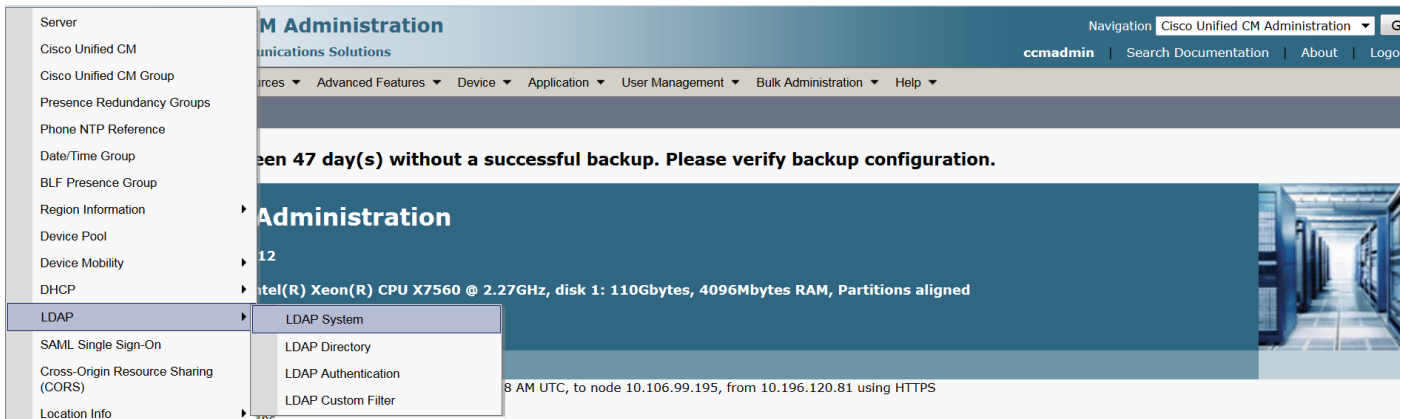 Server
Cisco Unified CM
Cisco Unified CM Group
Presence Redundancy Groups
Phone NTP Reference
Date/Time Group
BLF Presence Group
Region Information
Device Pool
Device Mobility
DHCP
LDAP
SAML Single Sign-On
Cross-Origin Resource Sharing
(CORS)
Location Info
LDAP System
LDAP Directory
LDAP Authentication
LDAP Custom Filter
M Administration
unications Solutions
Navigation Cisco Unified CM Administration G
ccmadmin | Search Documentation | About | Logo
urces Advanced Features Device Application User Management Bulk Administration Help
een 47 day(s) without a successful backup. Please verify backup configuration.
Administration
12
ntel(R) Xeon(R) CPU X7560 @ 2.27GHz, disk 1: 110Gbytes, 4096Mbytes RAM, Partitions aligned
8 AM UTC, to node 10.106.99.195, from 10.196.120.81 using HTTPS